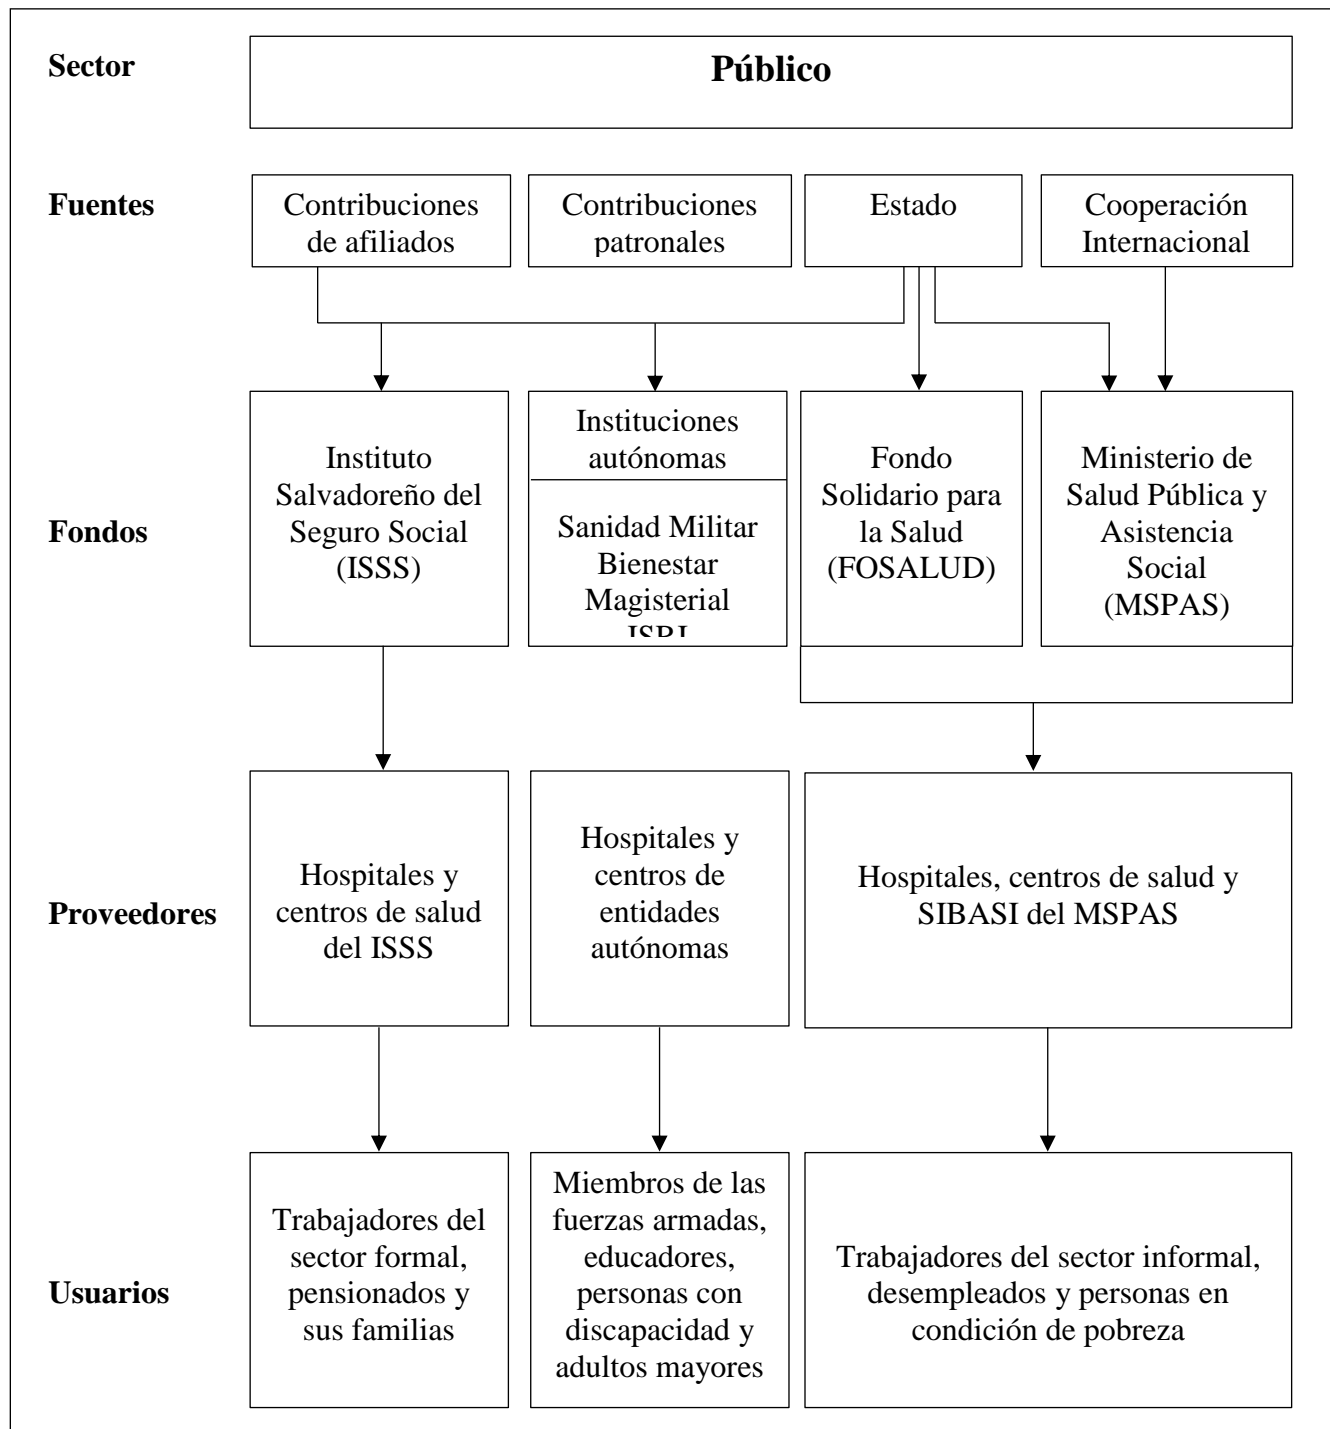 Sector
Público
Fuentes
Contribuciones
de afiliados
Contribuciones
patronales
Estado
Cooperación
Internacional
Fondos
Instituto
Salvadoreño del
Seguro Social
(ISSS)
Instituciones
autónomas
Sanidad Militar
Bienestar
Magisterial
Fondo
Solidario para
la Salud
(FOSALUD)
Ministerio de
Salud Pública y
Asistencia
Social
(MSPAS)
Proveedores
Hospitales y
centros de salud
del ISSS
Hospitales y
centros de
entidades
autónomas
Hospitales, centros de salud y
SIBASI del MSPAS
Usuarios
Trabajadores del
sector formal,
pensionados y
sus familias
Miembros de las
fuerzas armadas,
educadores,
personas con
discapacidad y
adultos mayores
Trabajadores del sector informal,
desempleados y personas en
condición de pobreza